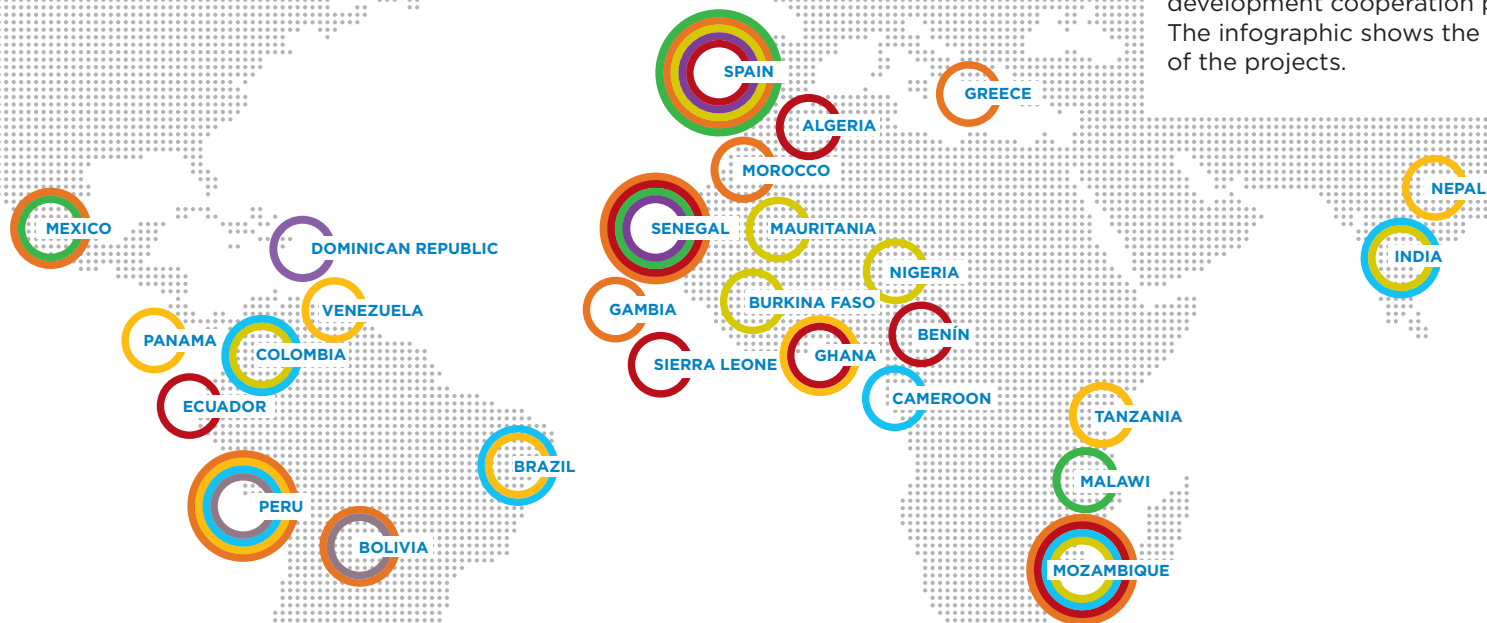 development cooperation p
The infographic shows the
of the projects.
SPAIN
GREECE
ALGERIA
MOROCCO
NEPAL
MEXICO
SENEGAL
MAURITANIA
DOMINICAN REPUBLIC
INDIA
NIGERIA
BURKINA FASO
VENEZUELA
GAMBIA
PANAMA
BENÍN
COLOMBIA
GHANA
SIERRA LEONE
CAMEROON
ECUADOR
TANZANIA
BRAZIL
MALAWI
PERU
BOLIVIA
MOZAMBIQUE